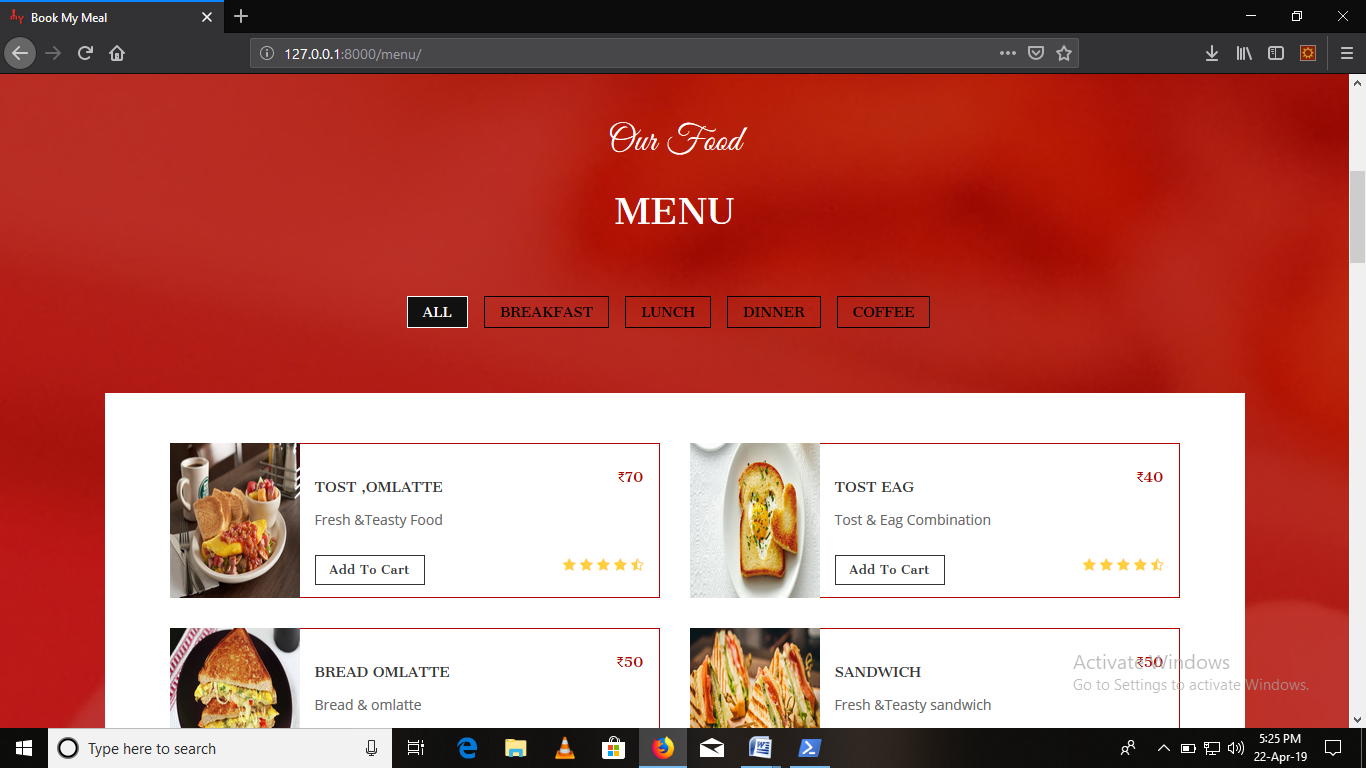 Book My Meal
127.0.0.1:8000/menu/
Our Food
MENU
ALL BREAKFAST LUNCH DINNER COFFEE
TOST ,OMLATTE ₹70
Fresh &Teasty Food
Add To Cart
TOST EAG ₹40
Tost & Eag Combination
Add To Cart
BREAD OMLATTE ₹50
Bread & omlatte
SANDWICH ₹50
Fresh &Teasty sandwich
Activate Windows
Go to Settings to activate Windows.
Type here to search
5:25 PM
22-Apr-19